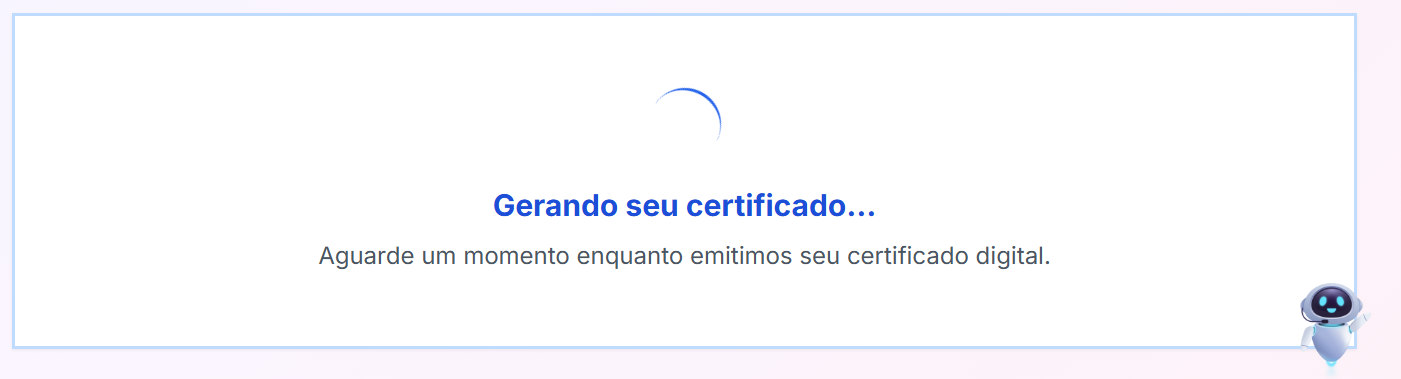 Gerando seu certificado...
Aguarde um momento enquanto emitimos seu certificado digital.